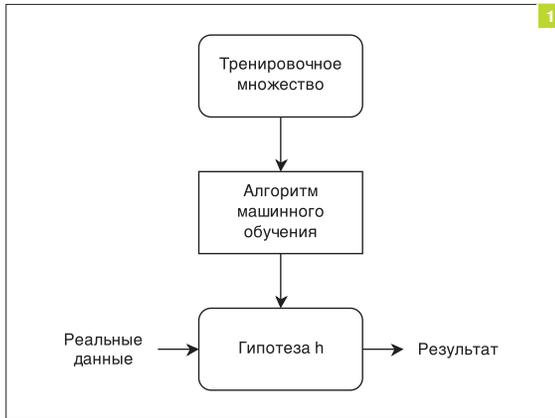 1
Тренировочное
множество
Алгоритм
машинного
обучения
Реальные
данные
Гипотеза h
Результат